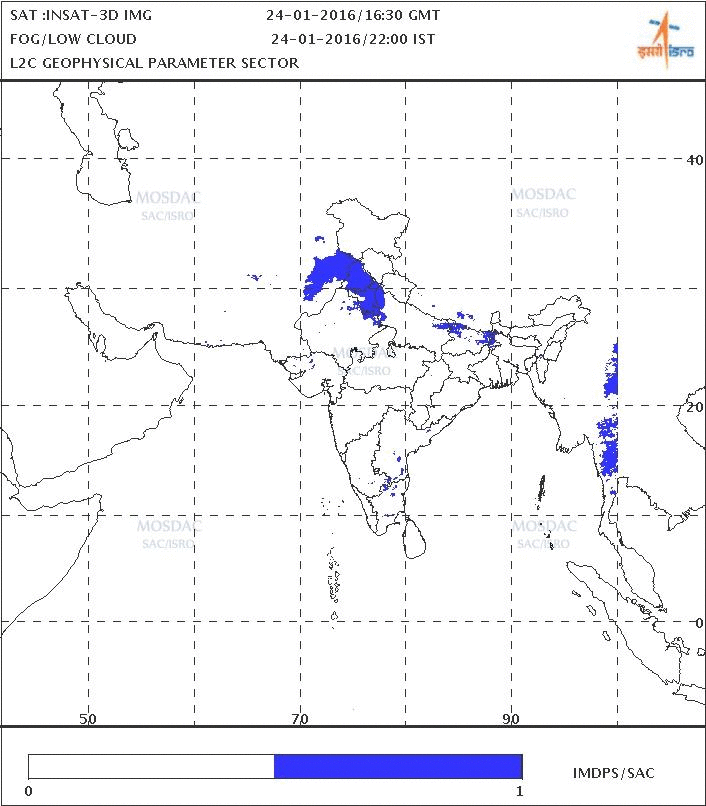 SAT :INSAT-3D IMG 24-01-2016/16:30 GMT
FOG/LOW CLOUD 24-01-2016/22:00 IST
L2C GEOPHYSICAL PARAMETER SECTOR
इसरो isro
40
MOSDAC MOSDAC
SAC/ISRO SAC/ISRO
MOSDAC
SAC/ISRO
20
MOSDAC MOSDAC
SAC/ISRO SAC/ISRO
0
50 70 90
IMDPS/SAC
0 1